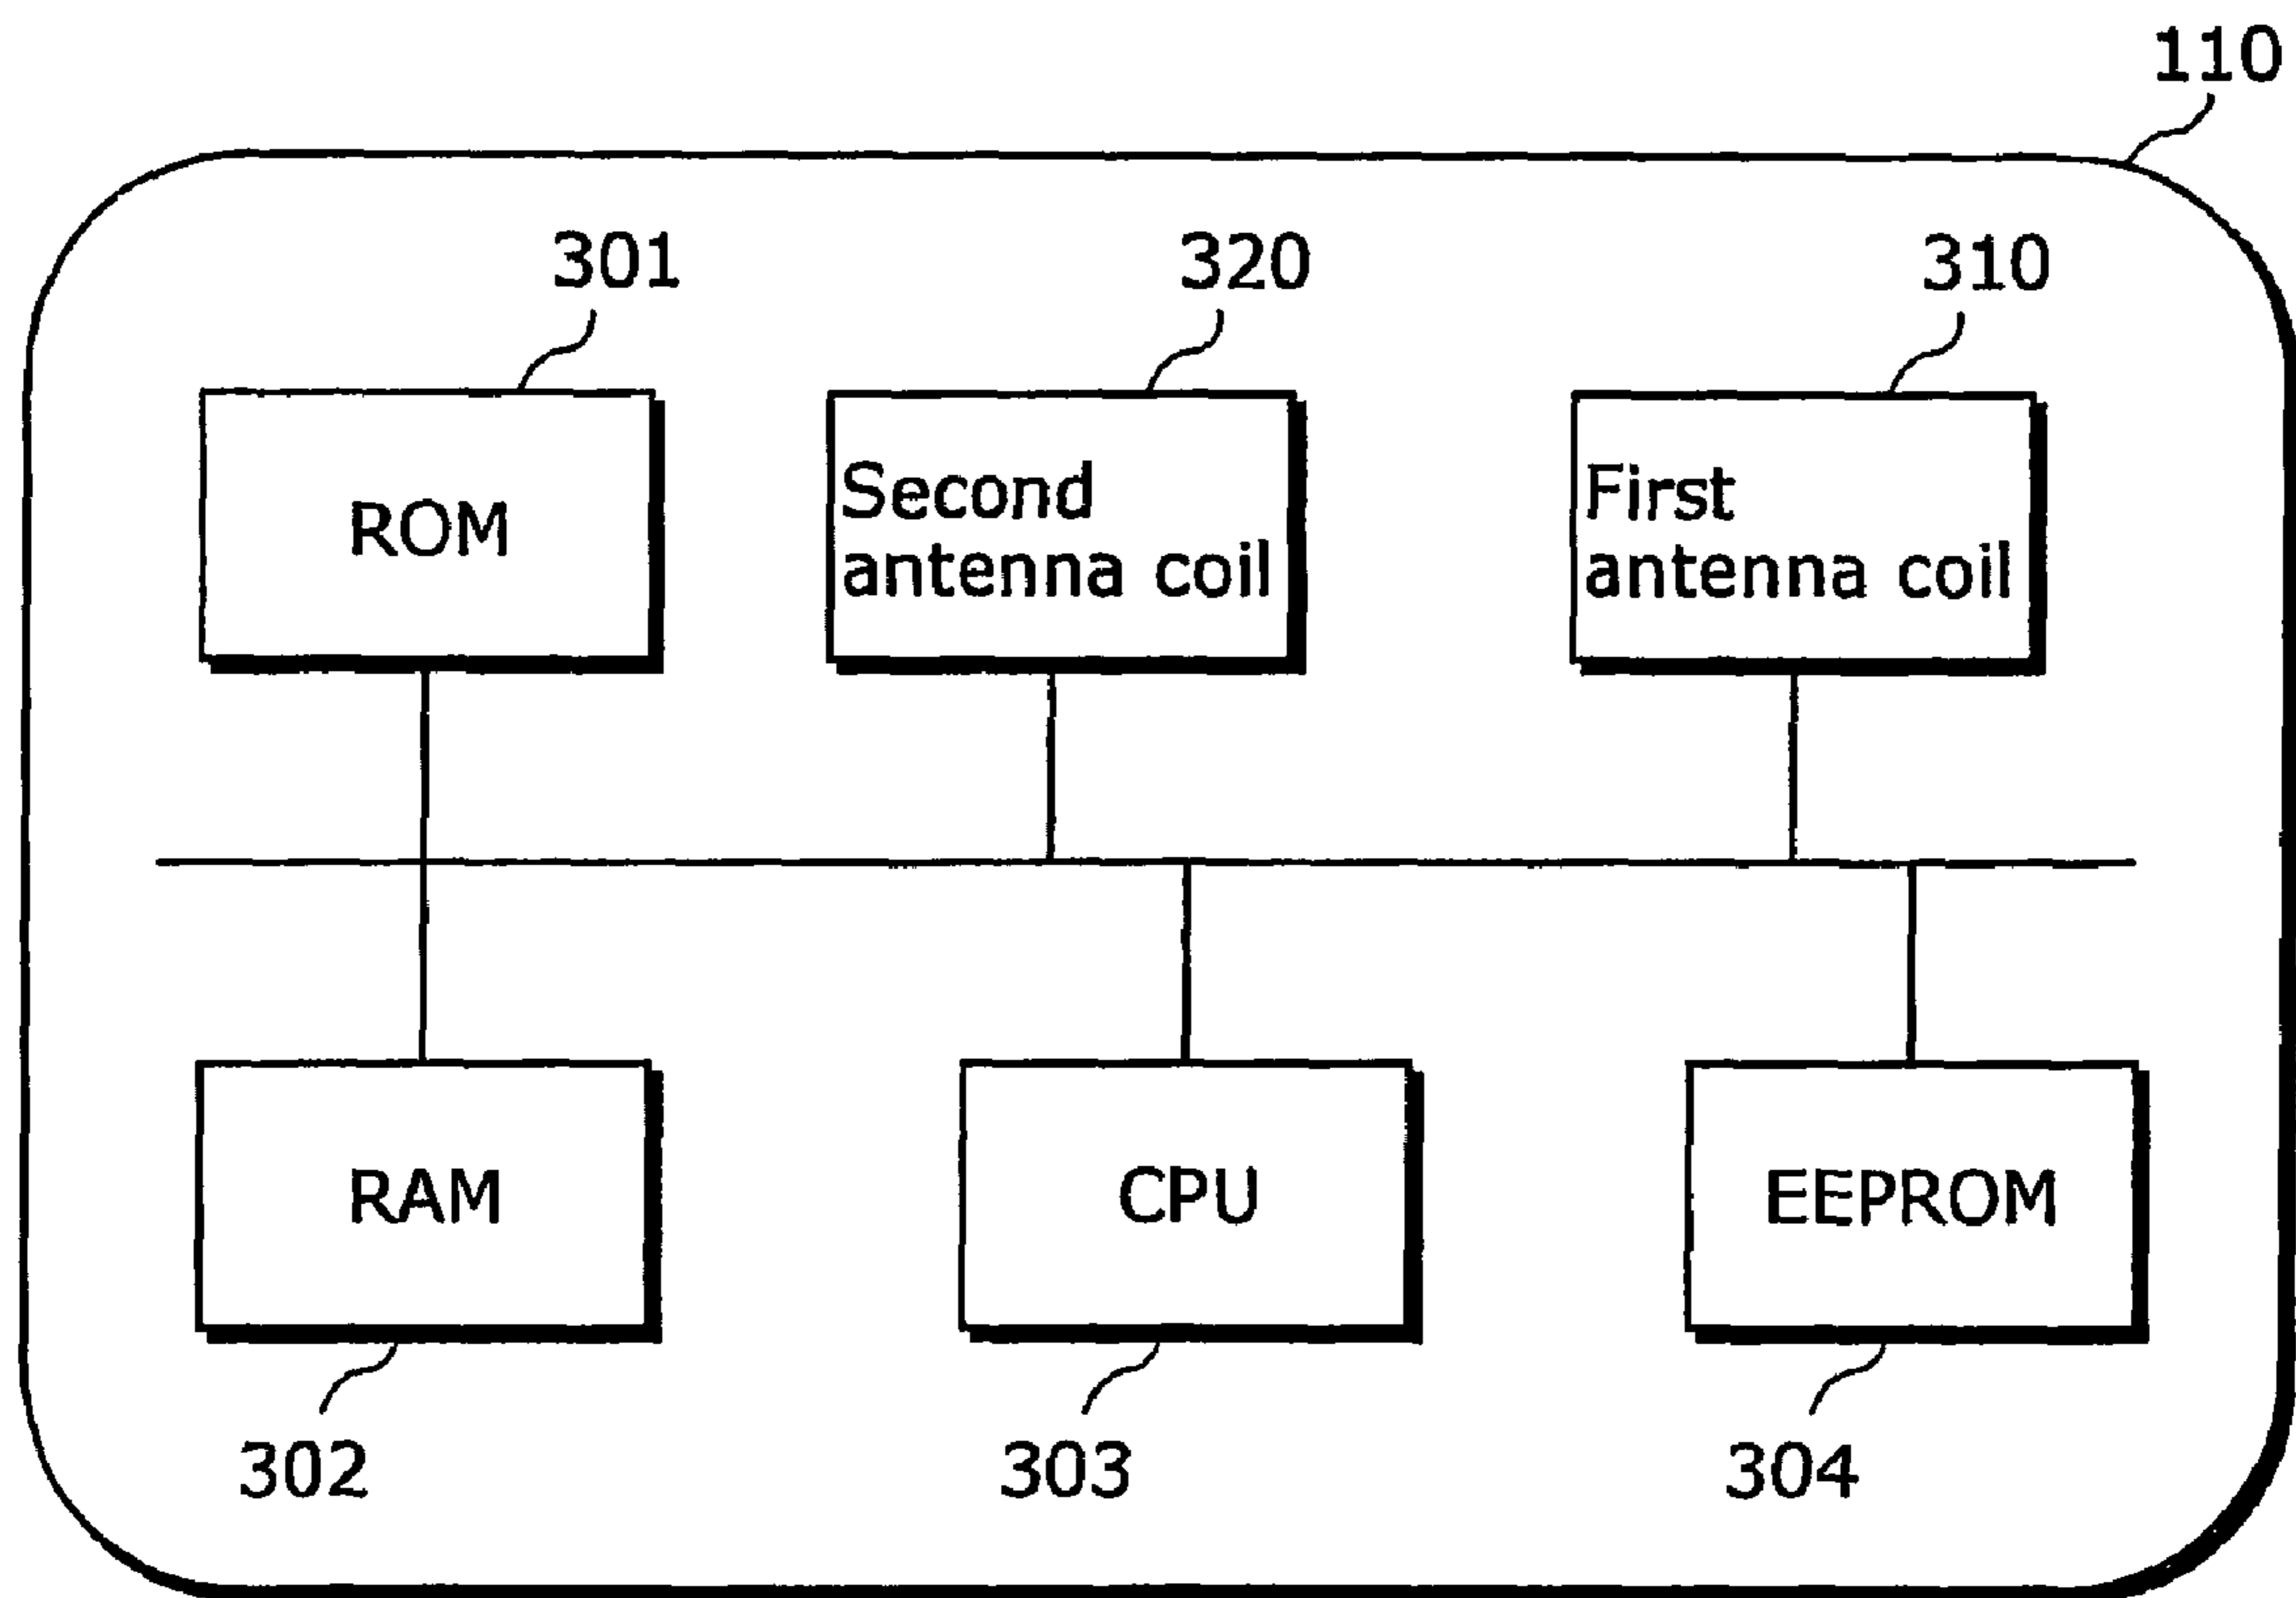 110
301
320
310
ROM
Second
antenna coil
First
antenna coil
RAM
CPU
EEPROM
302
303
304